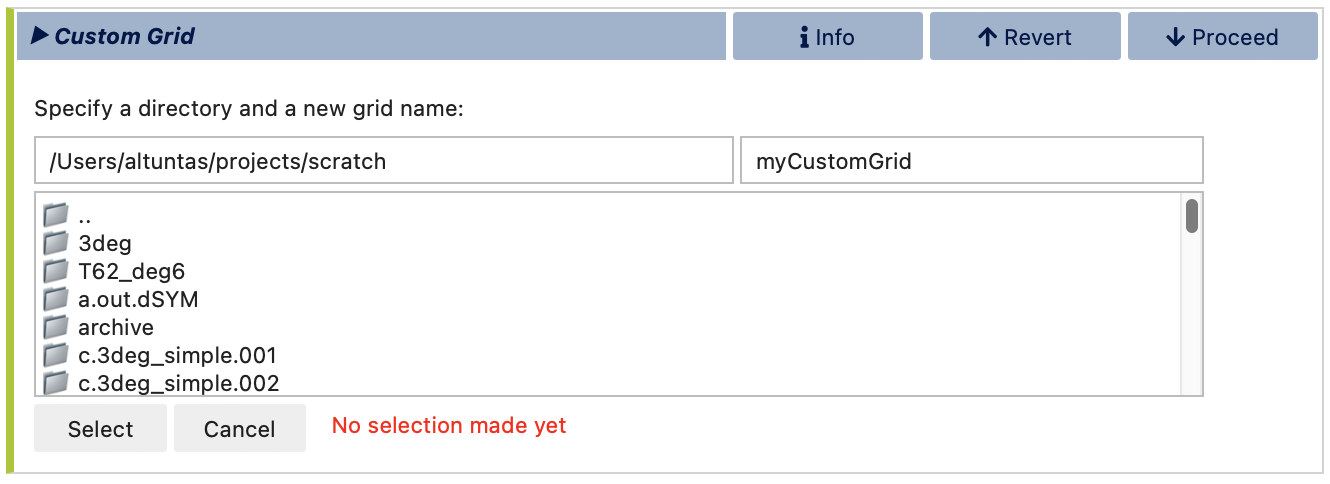 Custom Grid Info Revert Proceed
Specify a directory and a new grid name:
/Users/altuntas/projects/scratch myCustomGrid
..
3deg
T62_deg6
a.out.dSYM
archive
c.3deg_simple.001
c.3deg_simple.002
Select Cancel No selection made yet